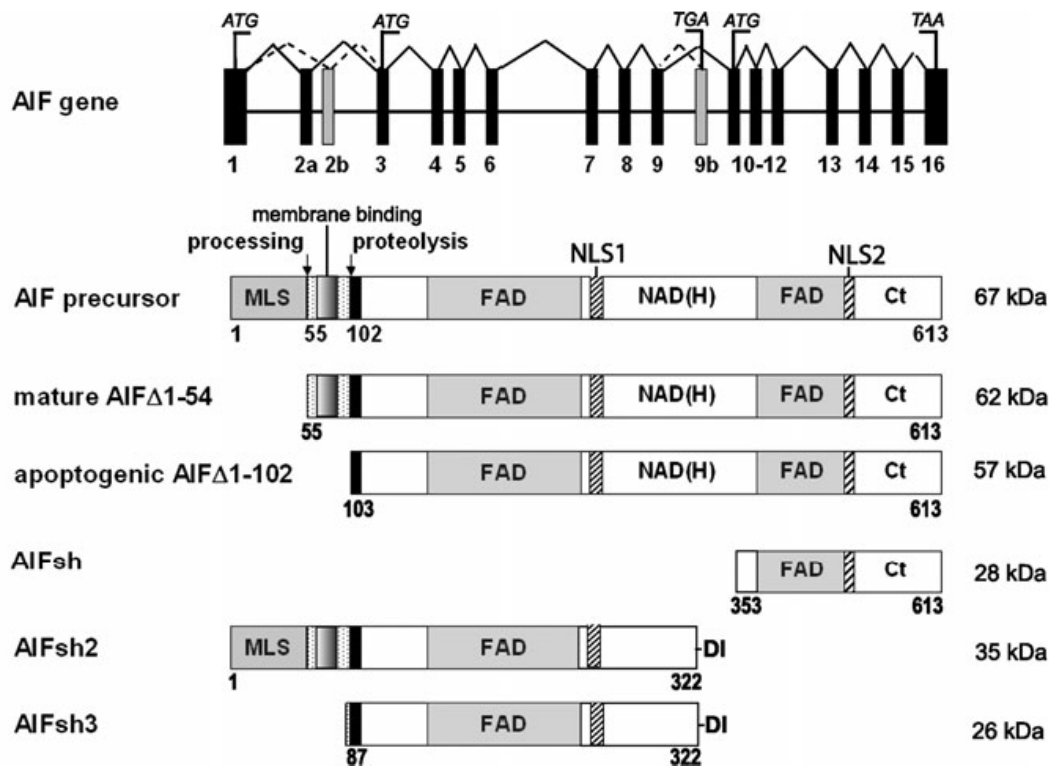 ATG ATG TGA ATG TAA
AIF gene
1 2a 2b 3 4 5 6 7 8 9 9b 10-12 13 14 15 16
membrane binding
processing proteolysis NLS1 NLS2
AIF precursor MLS FAD NAD(H) FAD Ct 67 kDa
1 55 102 613
mature AIFΔ1-54 FAD NAD(H) FAD Ct 62 kDa
55 613
apoptogenic AIFΔ1-102 FAD NAD(H) FAD Ct 57 kDa
103 613
AIFsh FAD Ct 28 kDa
353 613
AIFsh2 MLS FAD DI 35 kDa
1 322
AIFsh3 FAD DI 26 kDa
87 322